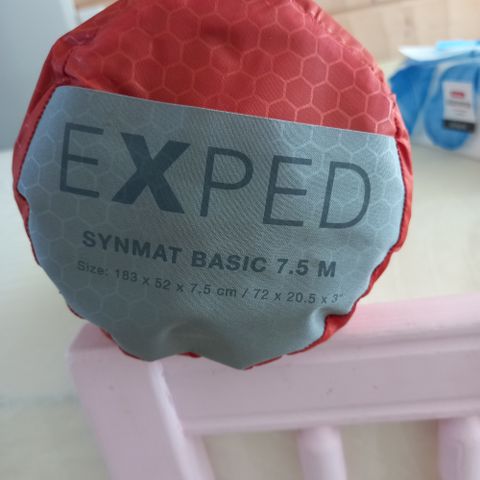 EXPED
SYNMAT BASIC 7.5 M
Size: 183 x 52 x 7.5 cm / 72 x 20.5 x 3"